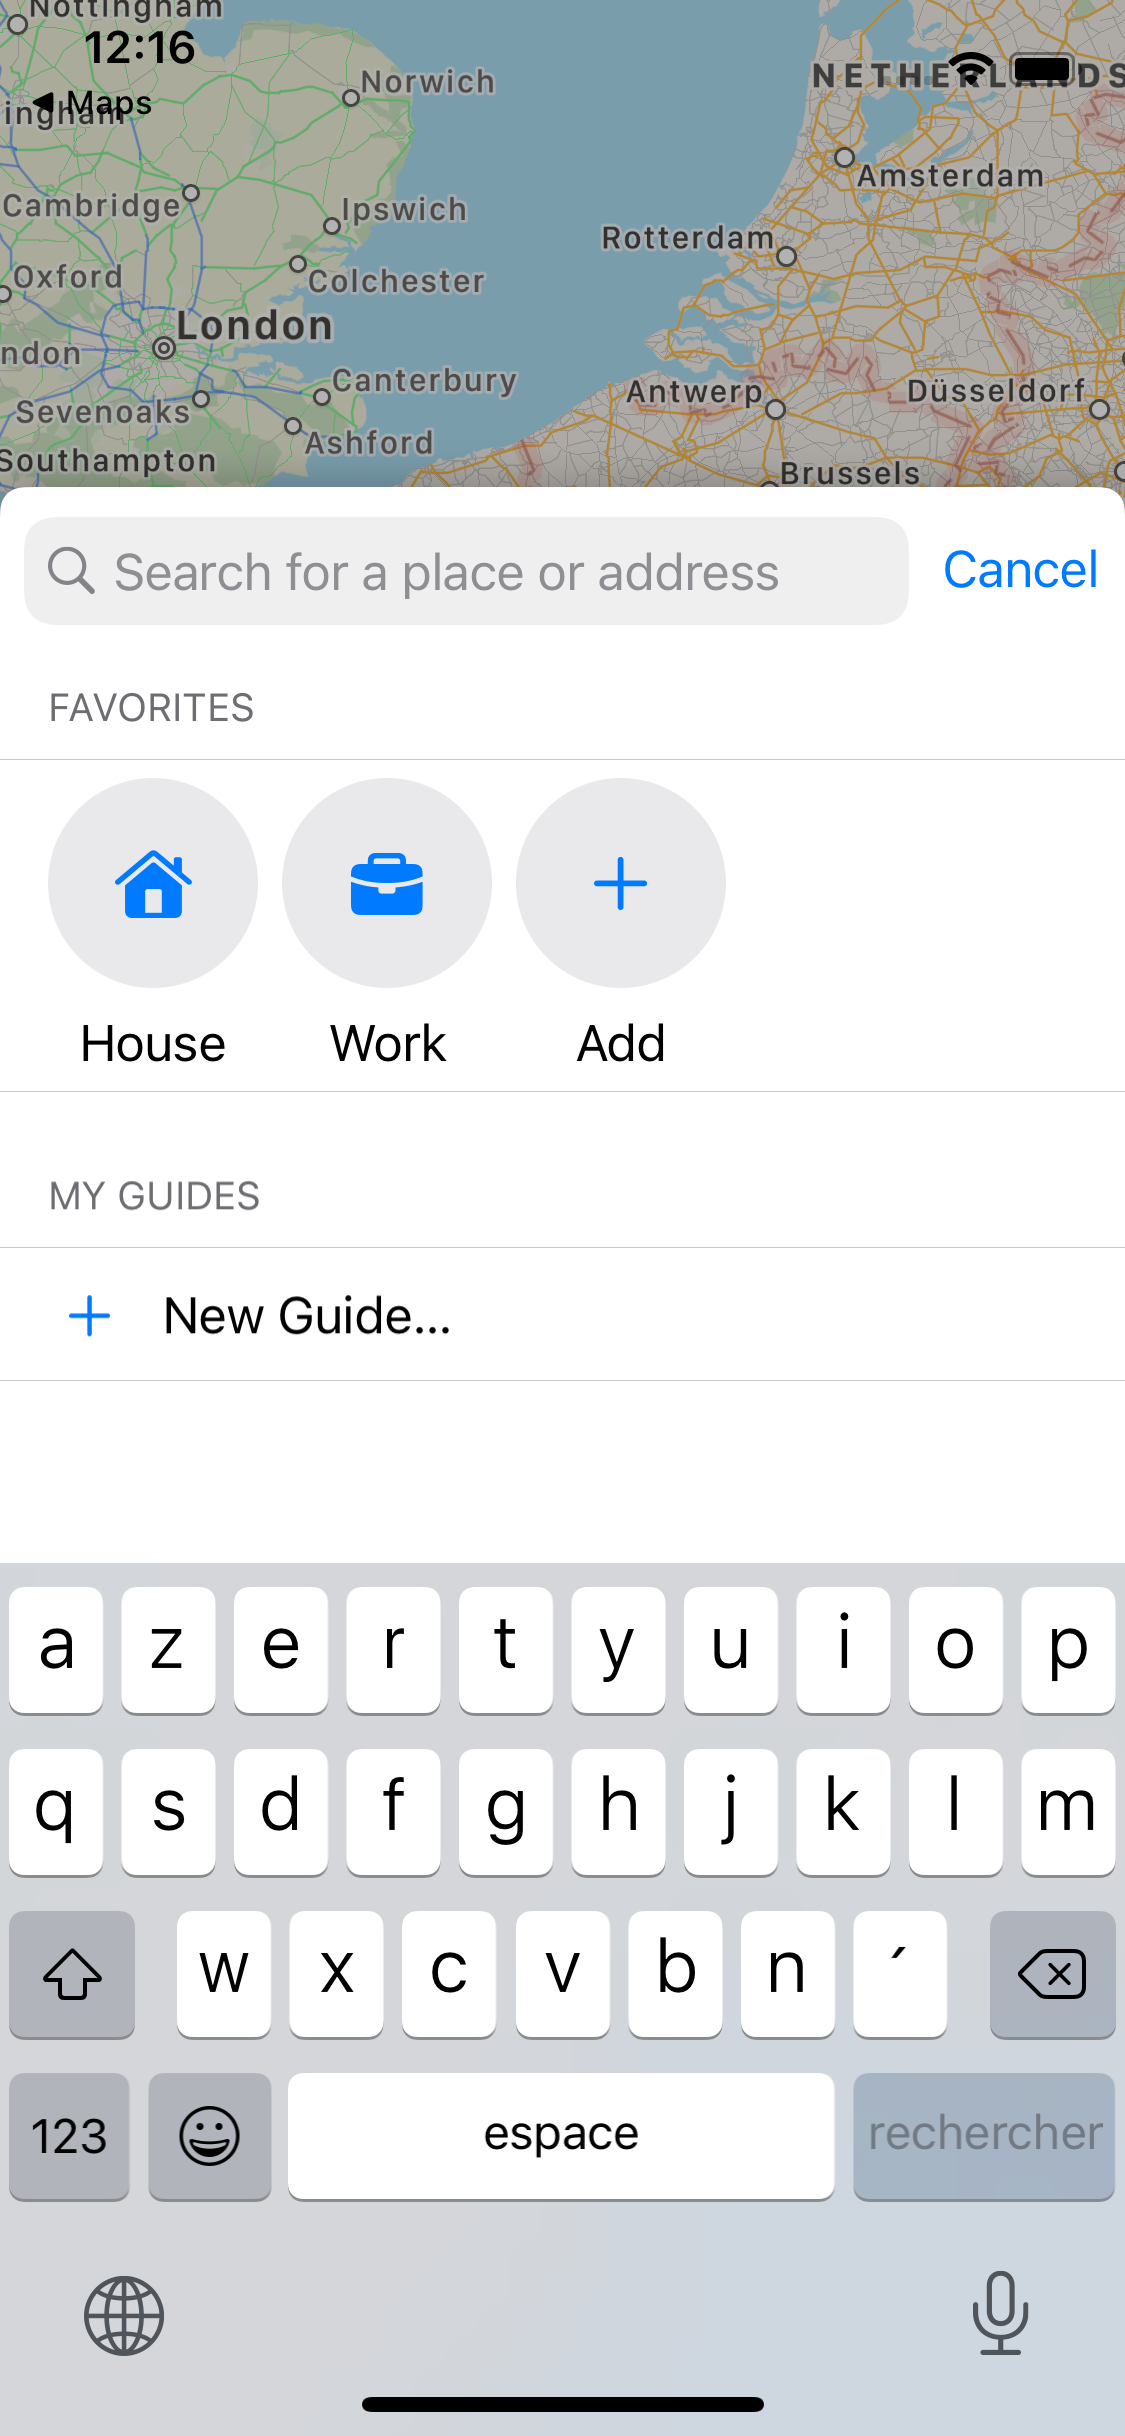 Nottingham
12:16
Maps
ingham
Norwich
NETHERLANDS
Amsterdam
Cambridge
Ipswich
Rotterdam
Oxford
Colchester
London
ndon
Canterbury
Antwerp
Düsseldorf
Sevenoaks
Ashford
Southampton
Brussels
Search for a place or address
Cancel
FAVORITES
House
Work
Add
MY GUIDES
New Guide...
a z e r t y u i o p
q s d f g h j k l m
w x c v b n ´
123
espace
rechercher